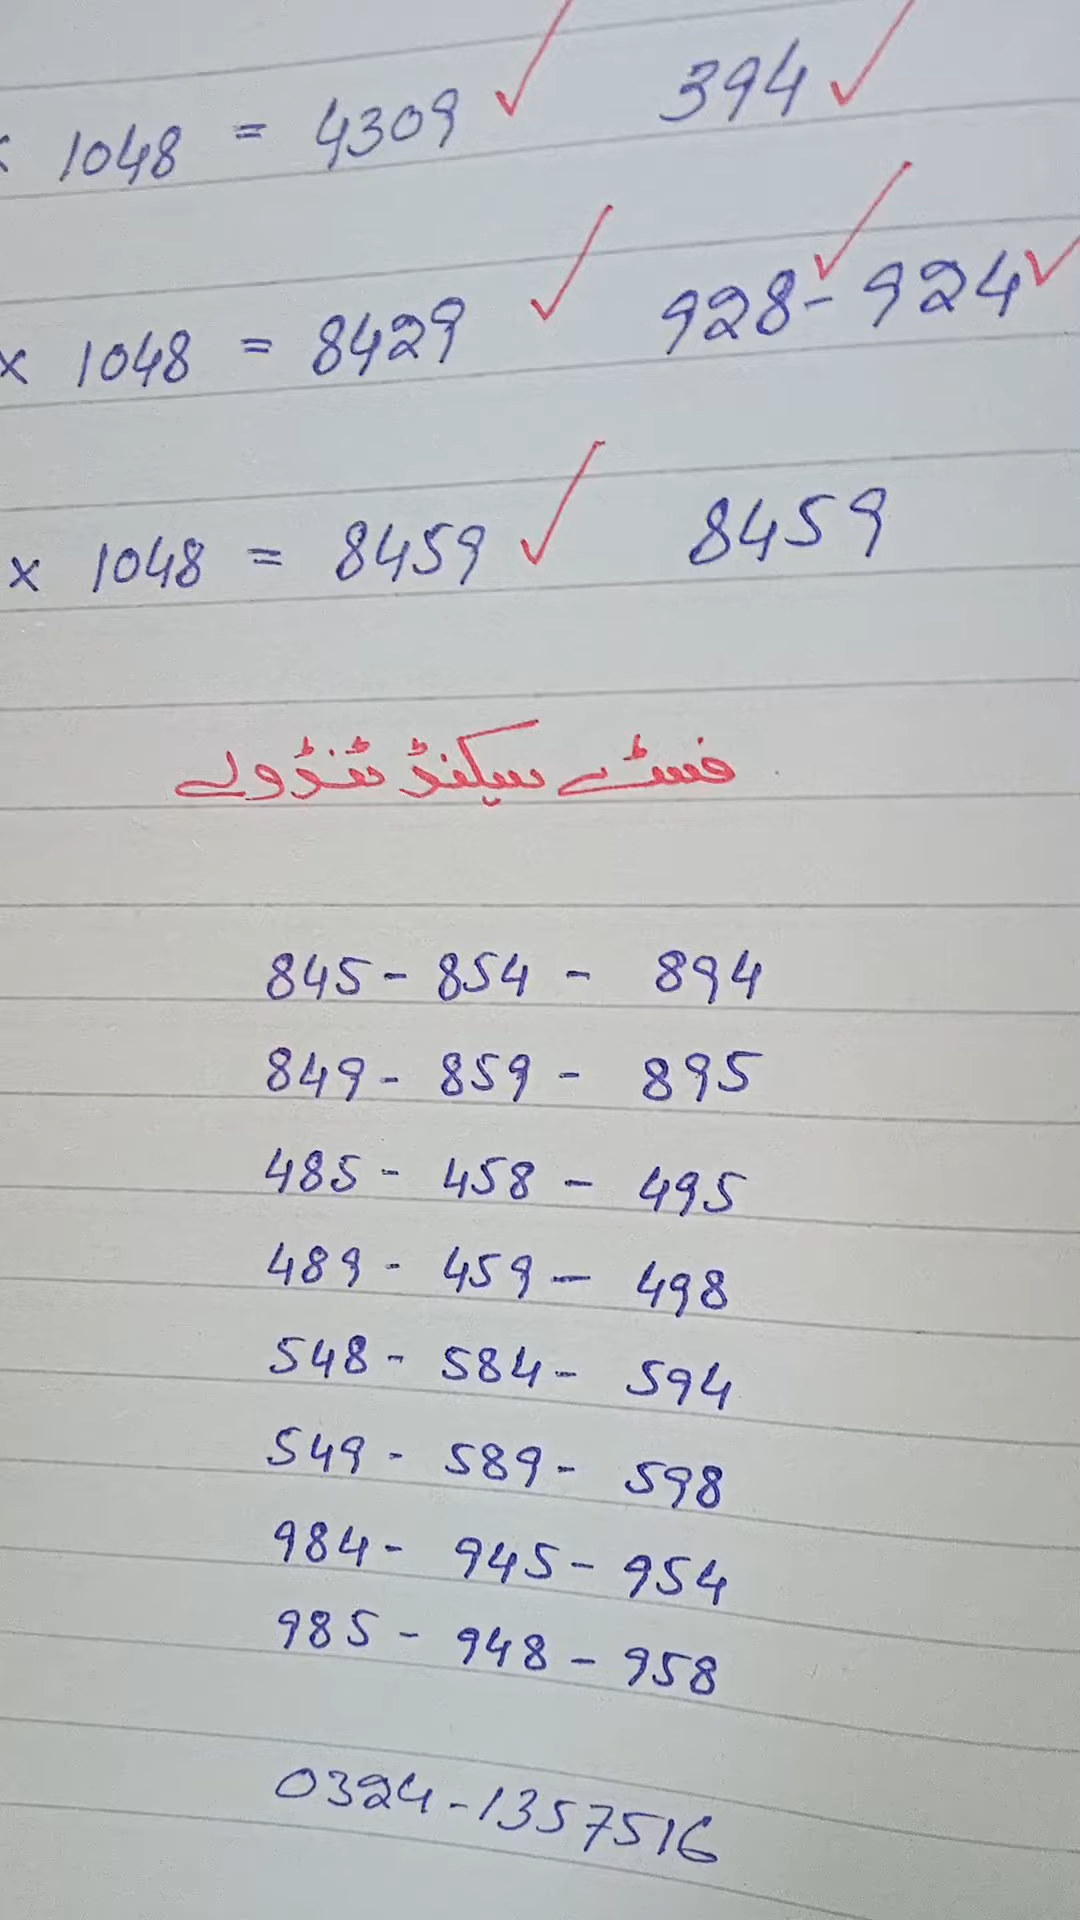 × 1048 = 4309 394
× 1048 = 8429 928 - 924
× 1048 = 8459 8459
فسٹ سیکنڈ ٹنڈولے
845 - 854 - 894
849 - 859 - 895
485 - 458 - 495
489 - 459 - 498
548 - 584 - 594
549 - 589 - 598
984 - 945 - 954
985 - 948 - 958
0324-1357516